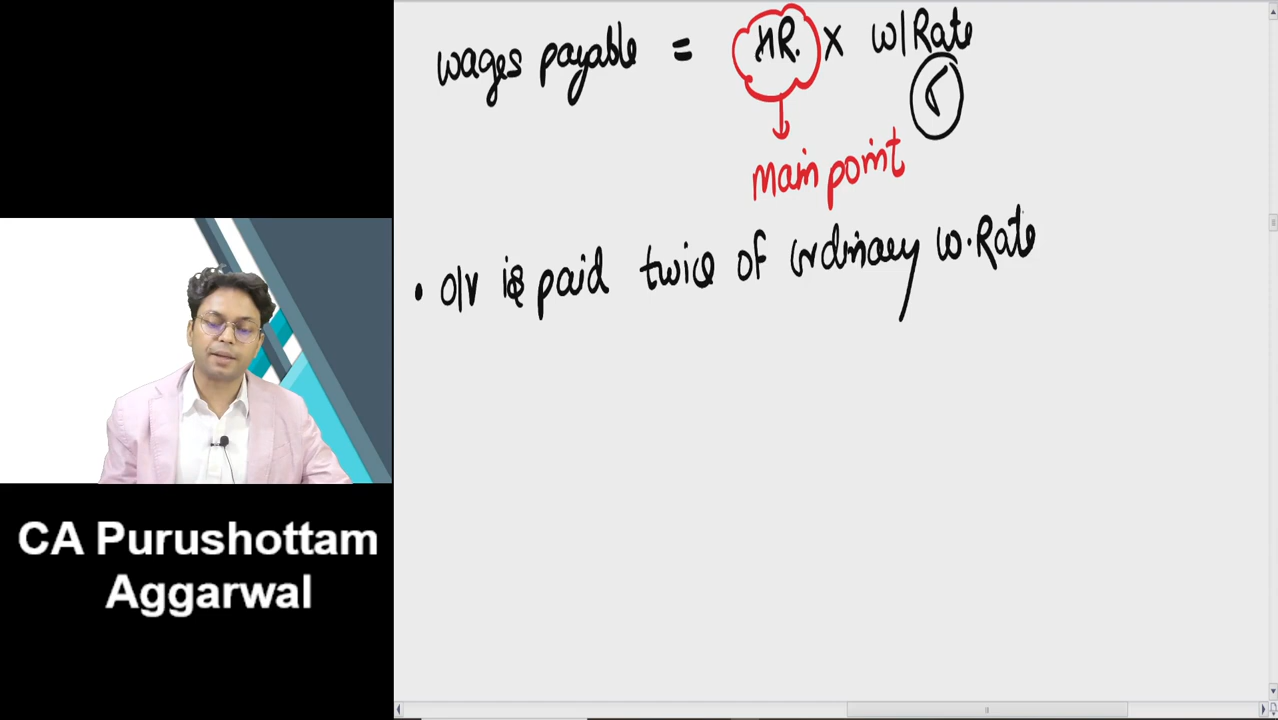 wages payable = HR. x w/Rate
main point
• o/v is paid twice of ordinary w.Rate
CA Purushottam
Aggarwal